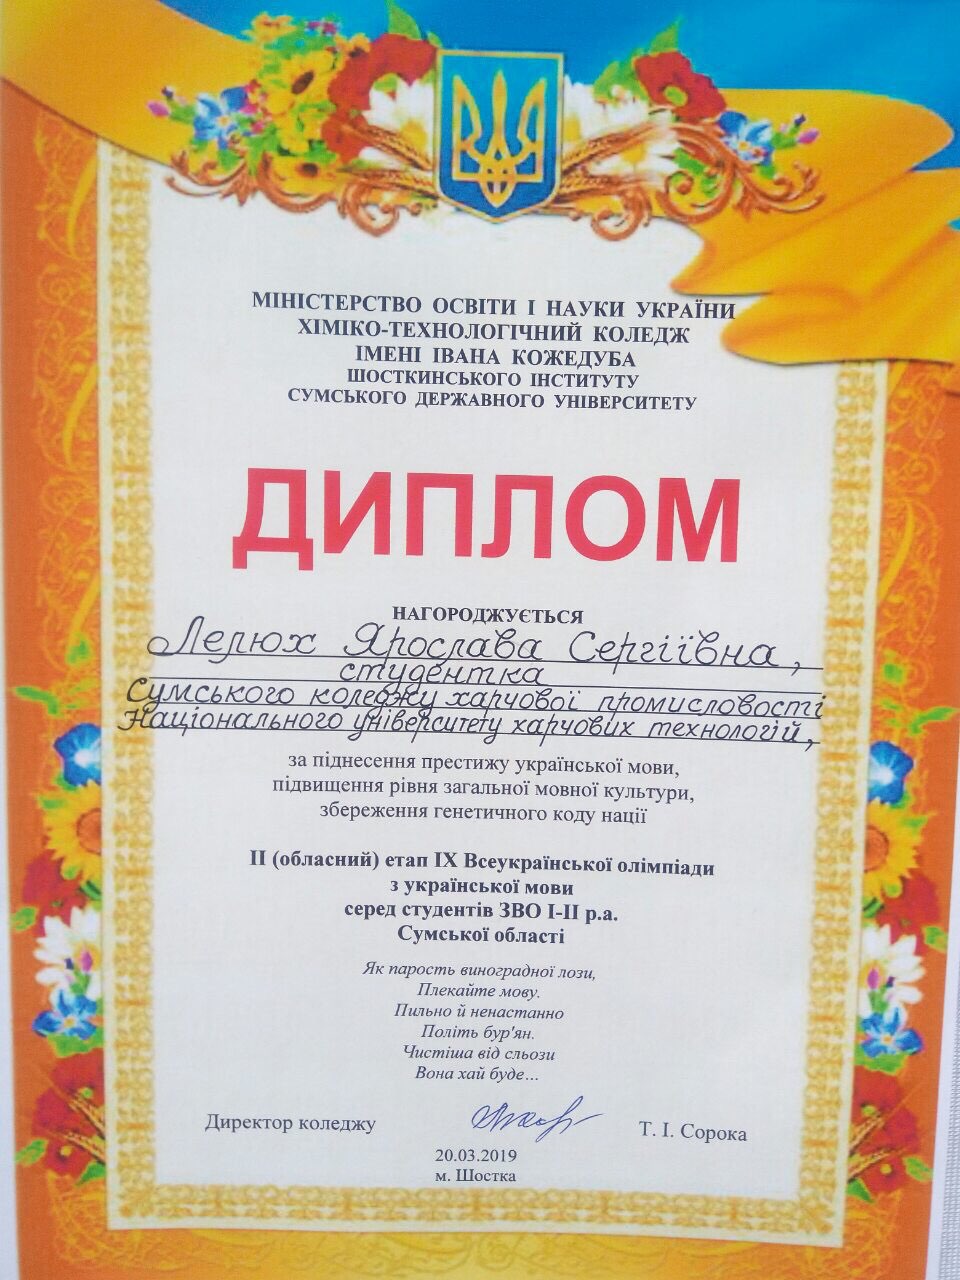 МІНІСТЕРСТВО ОСВІТИ І НАУКИ УКРАЇНИ
ХІМІКО-ТЕХНОЛОГІЧНИЙ КОЛЕДЖ
ІМЕНІ ІВАНА КОЖЕДУБА
ШОСТКИНСЬКОГО ІНСТИТУТУ
СУМСЬКОГО ДЕРЖАВНОГО УНІВЕРСИТЕТУ
ДИПЛОМ
НАГОРОДЖУЄТЬСЯ
Лелюх Ярослава Сергіївна,
студентка
Сумського коледжу харчової промисловості
Національного університету харчових технологій,
за піднесення престижу української мови,
підвищення рівня загальної мовної культури,
збереження генетичного коду нації
ІІ (обласний) етап ІХ Всеукраїнської олімпіади
з української мови
серед студентів ЗВО І-ІІ р.а.
Сумської області
Як парость виноградної лози,
Плекайте мову.
Пильно й ненастанно
Політь бур'ян.
Чистіша від сльози
Вона хай буде...
Директор коледжу
Т. І. Сорока
20.03.2019
м. Шостка